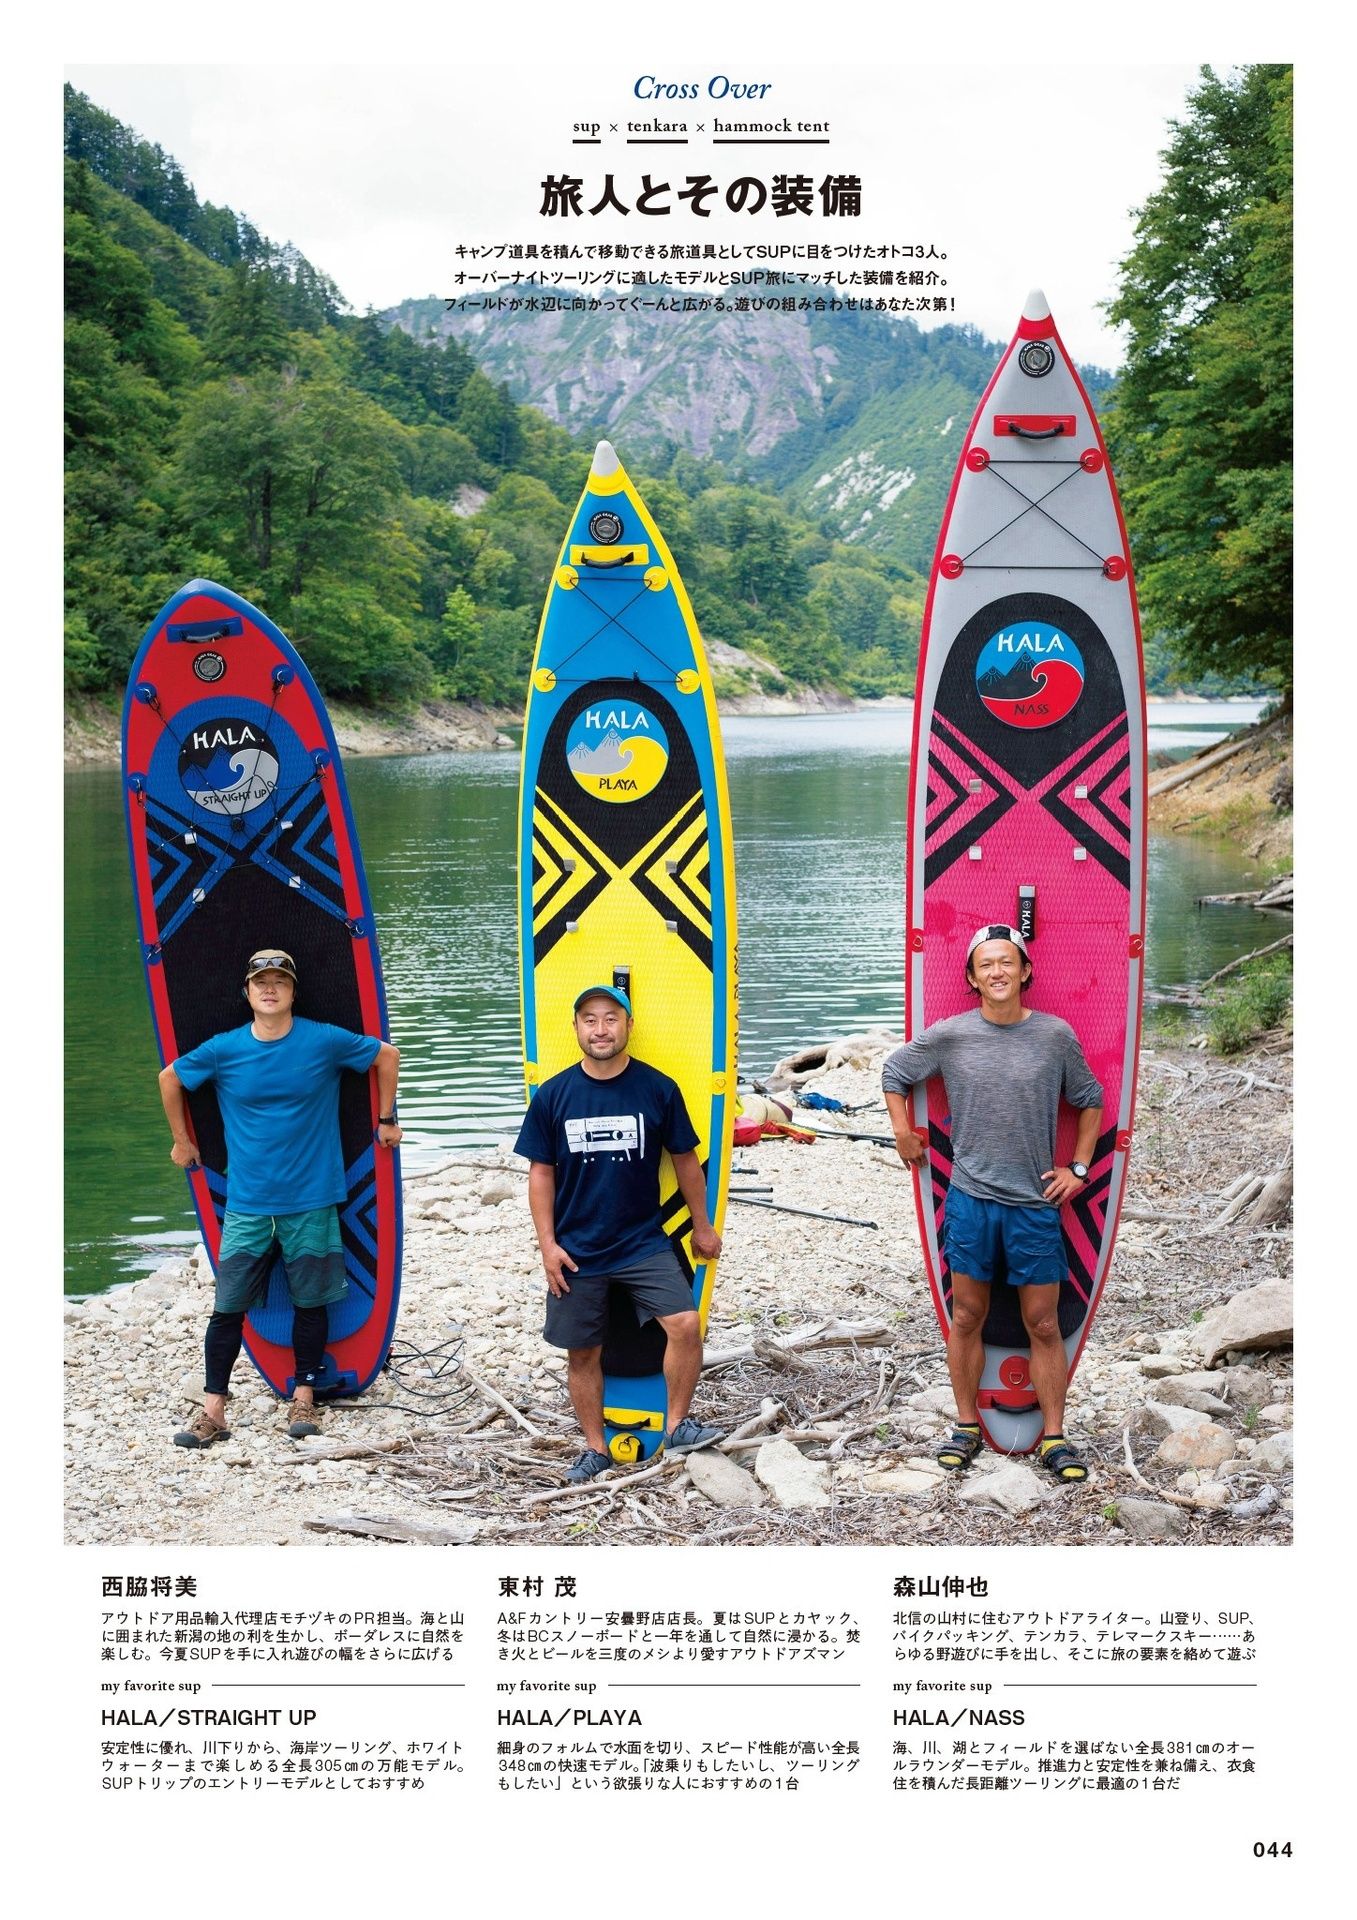 Cross Over
sup × tenkara × hammock tent
旅人とその装備
キャンプ道具を積んで移動できる旅道具としてSUPに目をつけたオトコ3人。
オーバーナイトツーリングに適したモデルとSUP旅にマッチした装備を紹介。
フィールドが水辺に向かってぐーんと広がる。遊びの組み合わせはあなた次第！
HALA
STRAIGHT UP
HALA
PLAYA
HALA
NASS
HALA
西脇将美
アウトドア用品輸入代理店モチヅキのPR担当。海と山
に囲まれた新潟の地の利を生かし、ボーダレスに自然を
楽しむ。今夏SUPを手に入れ遊びの幅をさらに広げる
my favorite sup
HALA／STRAIGHT UP
安定性に優れ、川下りから、海岸ツーリング、ホワイト
ウォーターまで楽しめる全長305㎝の万能モデル。
SUPトリップのエントリーモデルとしておすすめ
東村 茂
A&Fカントリー安曇野店店長。夏はSUPとカヤック、
冬はBCスノーボードと一年を通して自然に浸かる。焚
き火とビールを三度のメシより愛すアウトドアズマン
my favorite sup
HALA／PLAYA
細身のフォルムで水面を切り、スピード性能が高い全長
348㎝の快速モデル。「波乗りもしたいし、ツーリング
もしたい」という欲張りな人におすすめの1台
森山伸也
北信の山村に住むアウトドアライター。山登り、SUP、
バイクパッキング、テンカラ、テレマークスキー……あ
らゆる野遊びに手を出し、そこに旅の要素を絡めて遊ぶ
my favorite sup
HALA／NASS
海、川、湖とフィールドを選ばない全長381㎝のオー
ルラウンダーモデル。推進力と安定性を兼ね備え、衣食
住を積んだ長距離ツーリングに最適の1台だ
044